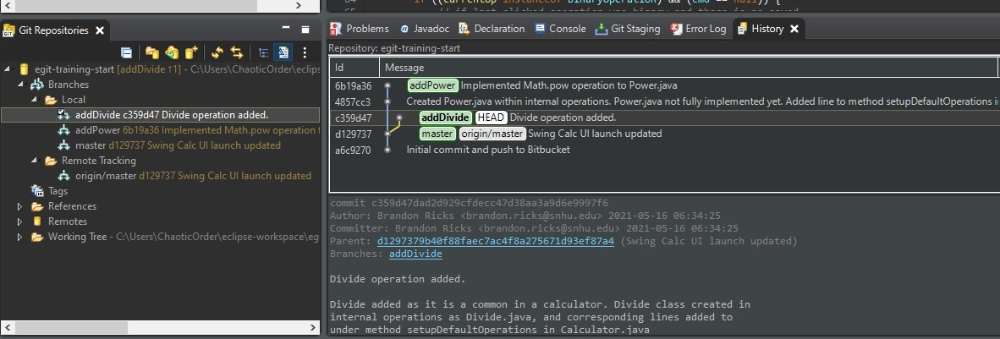 64
if ((currentop instanceof BinaryOperation) && (cmd == null)) {
65
Git Repositories
egit-training-start [addDivide ↑1] - C:\Users\ChaoticOrder\eclipse
Branches
Local
addDivide c359d47 Divide operation added.
addPower 6b19a36 Implemented Math.pow operation t
master d129737 Swing Calc UI launch updated
Remote Tracking
origin/master d129737 Swing Calc UI launch updated
Tags
References
Remotes
Working Tree - C:\Users\ChaoticOrder\eclipse-workspace\eg
Problems @ Javadoc Declaration Console Git Staging Error Log History
Repository: egit-training-start
Id Message
6b19a36 addPower Implemented Math.pow operation to Power.java
4857cc3 Created Power.java within internal operations. Power.java not fully implemented yet. Added line to method setupDefaultOperations i
c359d47 addDivide HEAD Divide operation added.
d129737 master origin/master Swing Calc UI launch updated
a6c9270 Initial commit and push to Bitbucket
commit c359d47dad2d929cfdecc47d38aa3a9d6e9997f6
Author: Brandon Ricks <brandon.ricks@snhu.edu> 2021-05-16 06:34:25
Committer: Brandon Ricks <brandon.ricks@snhu.edu> 2021-05-16 06:34:25
Parent: d1297379b40f88faec7ac4f8a275671d93ef87a4 (Swing Calc UI launch updated)
Branches: addDivide
Divide operation added.
Divide added as it is a common in a calculator. Divide class created in
internal operations as Divide.java, and corresponding lines added to
under method setupDefaultOperations in Calculator.java